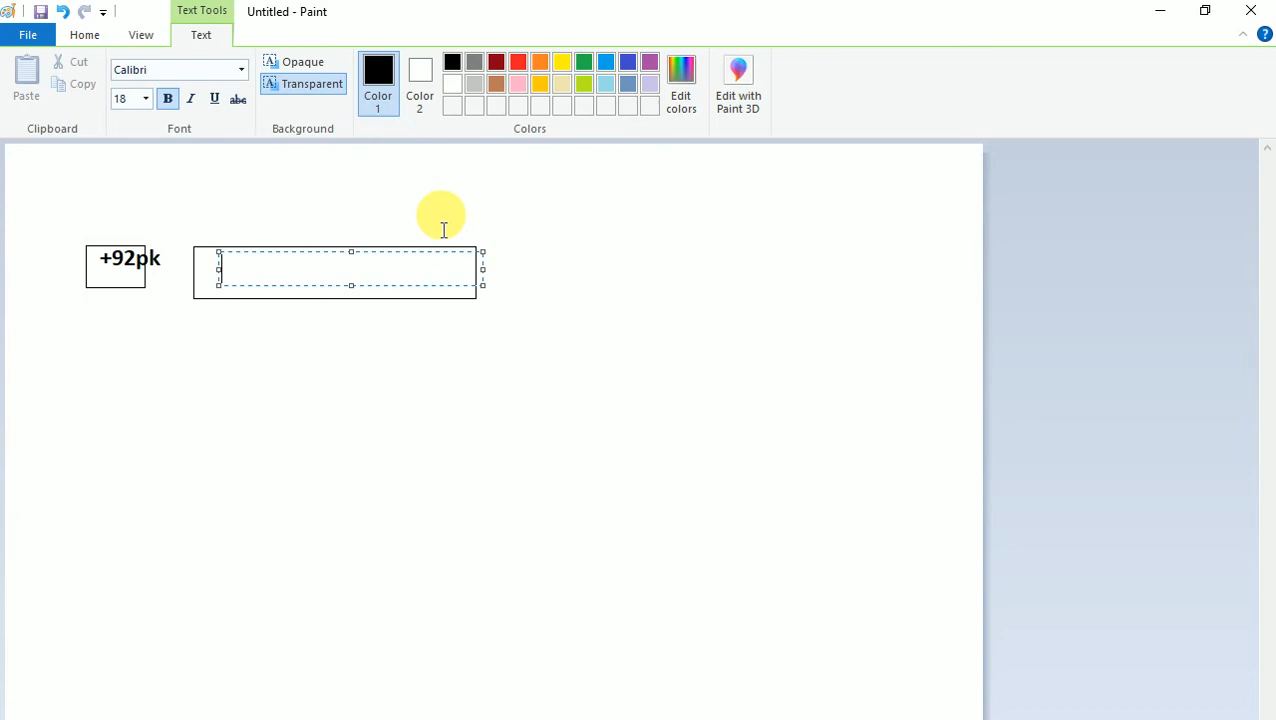 Text Tools
Untitled - Paint
File
Home
View
Text
Paste
Cut
Copy
Clipboard
Calibri
18
B I U abc
Font
A Opaque
A Transparent
Background
Color 1
Color 2
Edit colors
Colors
Edit with Paint 3D
?
+92pk